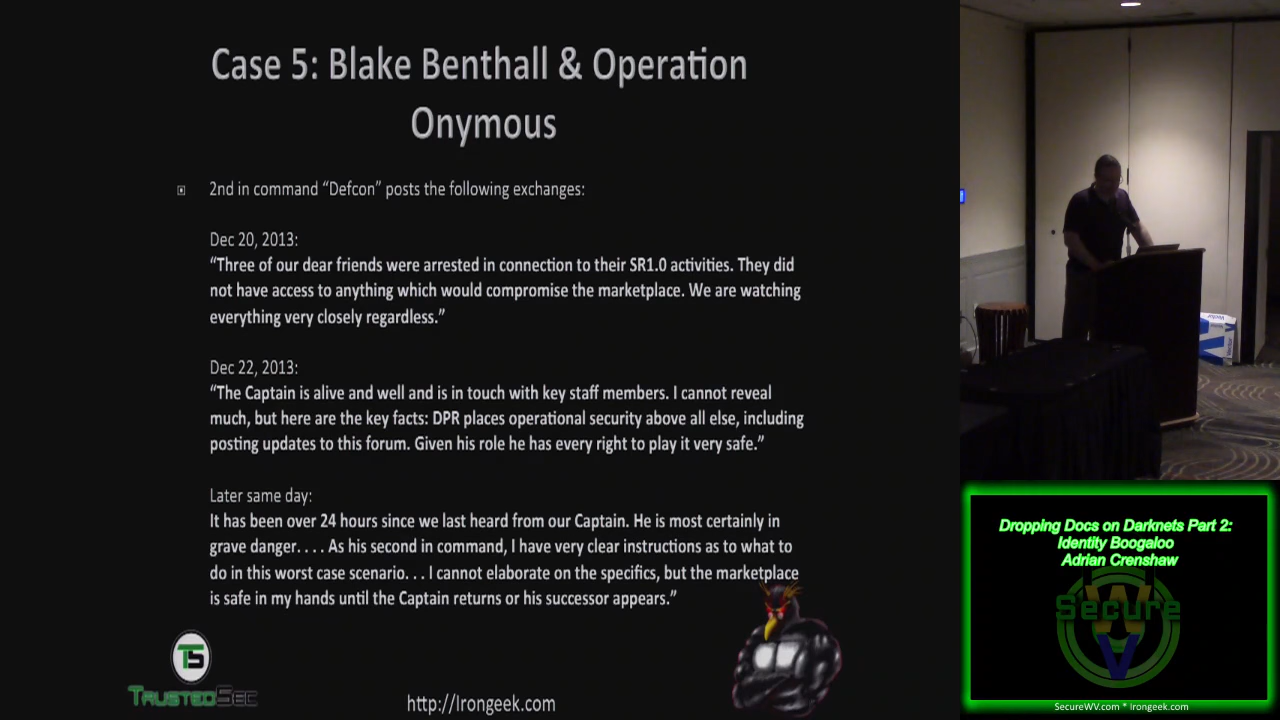 Case 5: Blake Benthall & Operation
Onymous
2nd in command “Defcon” posts the following exchanges:
Dec 20, 2013:
“Three of our dear friends were arrested in connection to their SR1.0 activities. They did
not have access to anything which would compromise the marketplace. We are watching
everything very closely regardless.”
Dec 22, 2013:
“The Captain is alive and well and is in touch with key staff members. I cannot reveal
much, but here are the key facts: DPR places operational security above all else, including
posting updates to this forum. Given his role he has every right to play it very safe.”
Later same day:
It has been over 24 hours since we last heard from our Captain. He is most certainly in
grave danger. . . . As his second in command, I have very clear instructions as to what to
do in this worst case scenario. . . I cannot elaborate on the specifics, but the marketplace
is safe in my hands until the Captain returns or his successor appears.”
TS
TRUSTEDSEC
http://Irongeek.com
Dropping Docs on Darknets Part 2:
Identity Boogaloo
Adrian Crenshaw
Secure
WV
SecureWV.com * Irongeek.com